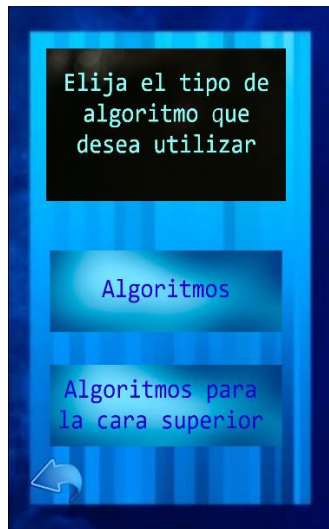 Elija el tipo de
algoritmo que
desea utilizar
Algoritmos
Algoritmos para
la cara superior